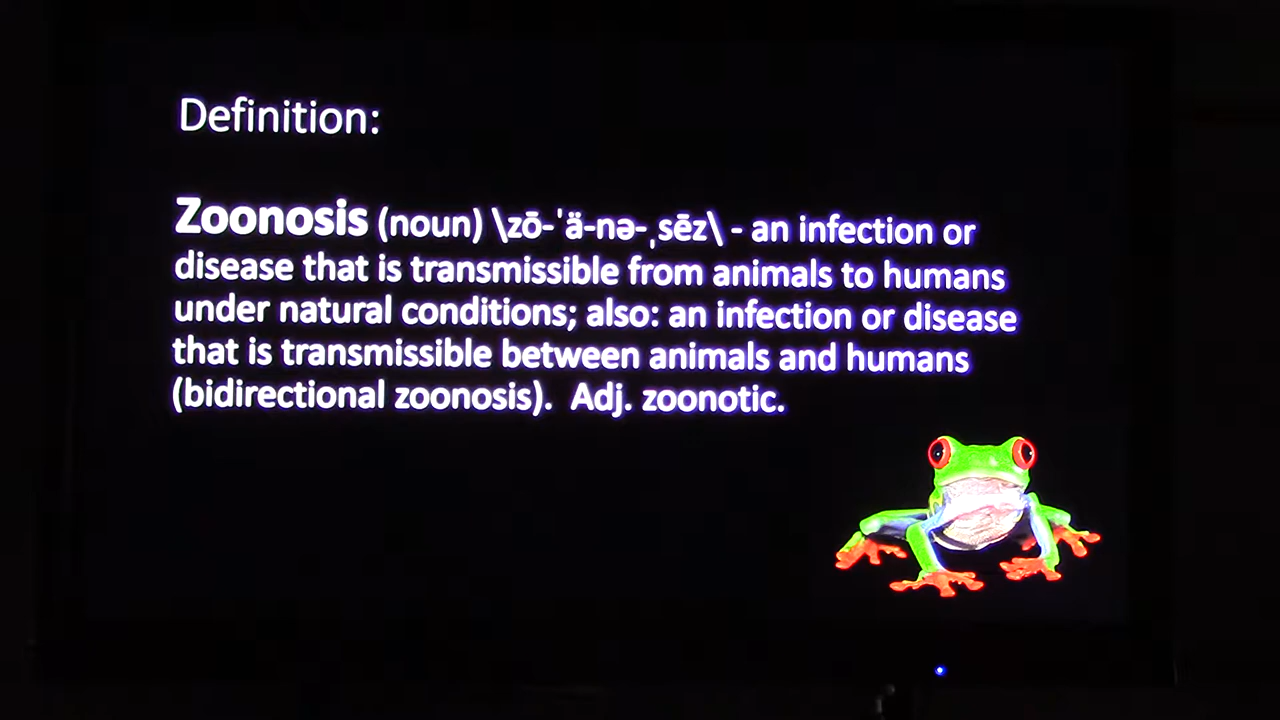 Definition:
Zoonosis (noun) \zō-ˈä-nə-ˌsēz\ - an infection or
disease that is transmissible from animals to humans
under natural conditions; also: an infection or disease
that is transmissible between animals and humans
(bidirectional zoonosis).  Adj. zoonotic.